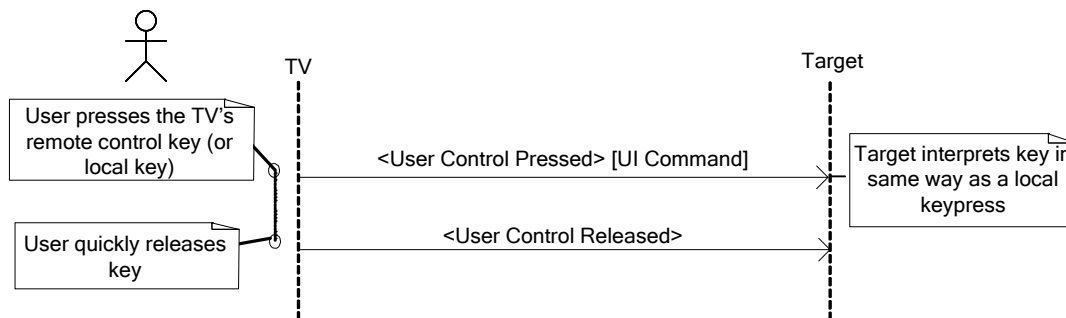 TV
Target
User presses the TV's
remote control key (or
local key)
<User Control Pressed> [UI Command]
Target interprets key in
same way as a local
keypress
User quickly releases
key
<User Control Released>